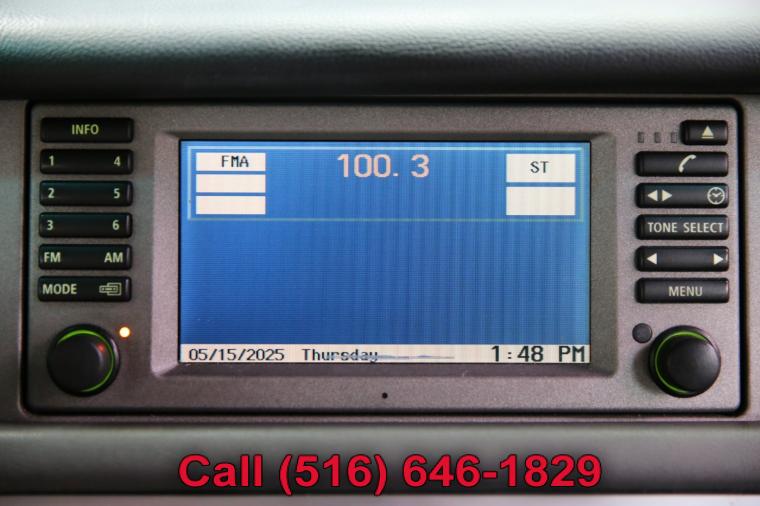 INFO
1 4
2 5
3 6
FM AM
MODE
FMA 100.3 ST
TONE SELECT
MENU
05/15/2025 Thursday 1:48 PM
Call (516) 646-1829